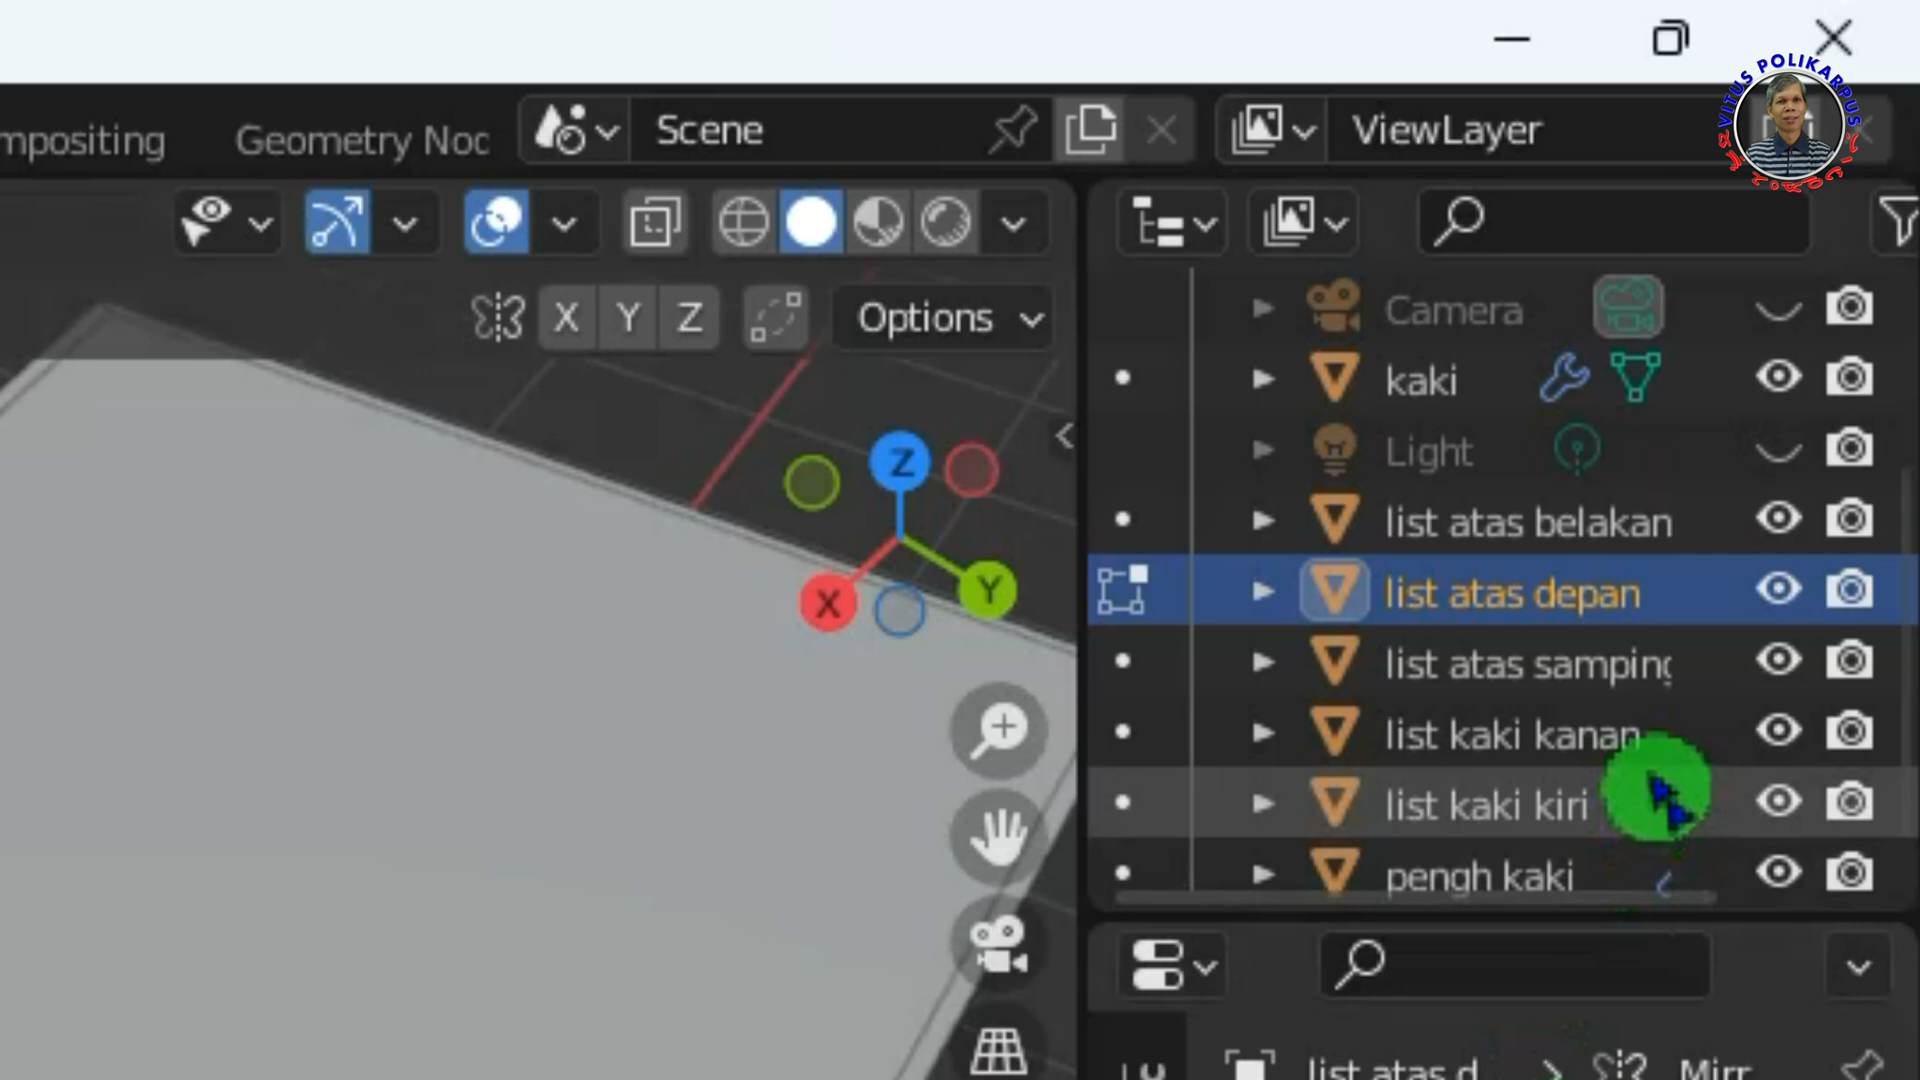 VITUS POLIKARPUS
mpositing
Geometry Noc
Scene
ViewLayer
X Y Z
Options
Camera
kaki
Light
list atas belakan
list atas depan
list atas samping
list kaki kanan
list kaki kiri
pengh kaki
Z
Y
X
list atas d
Mirr